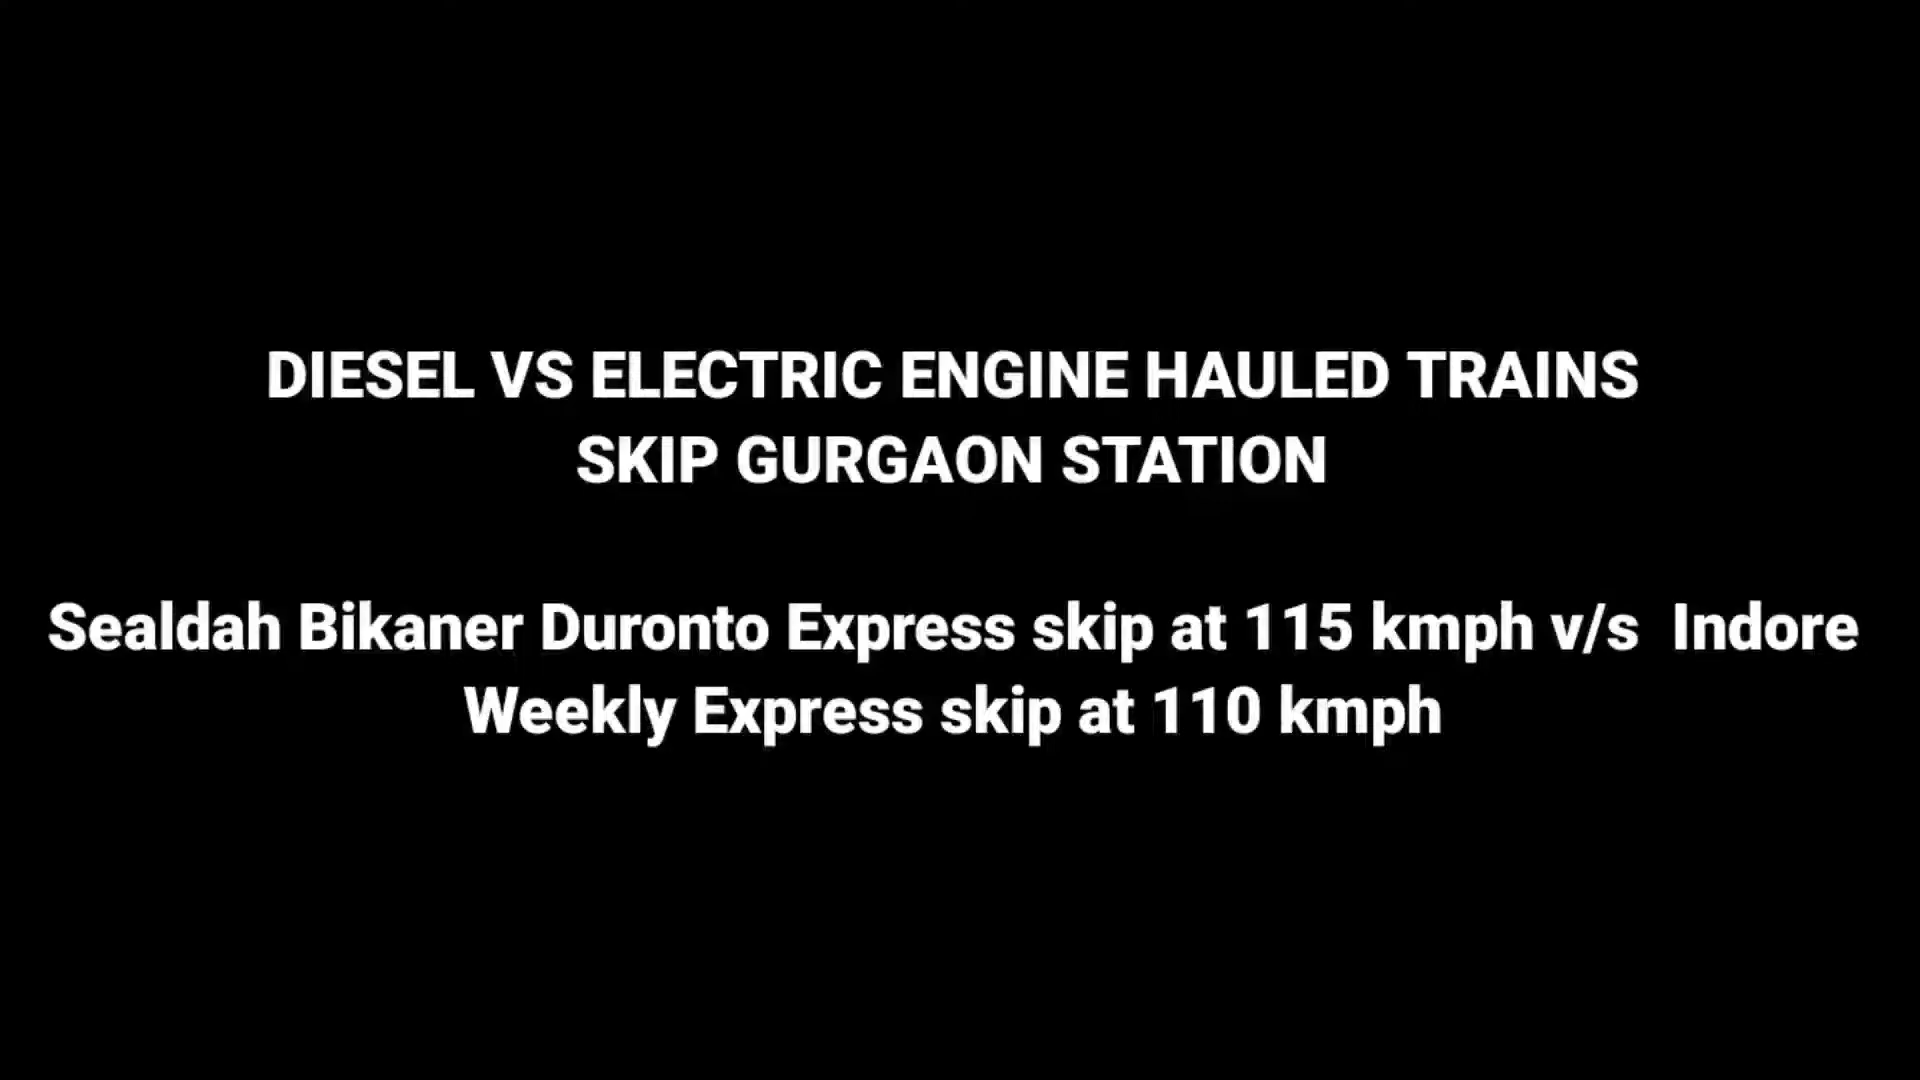 DIESEL VS ELECTRIC ENGINE HAULED TRAINS
SKIP GURGAON STATION
Sealdah Bikaner Duronto Express skip at 115 kmph v/s  Indore
Weekly Express skip at 110 kmph